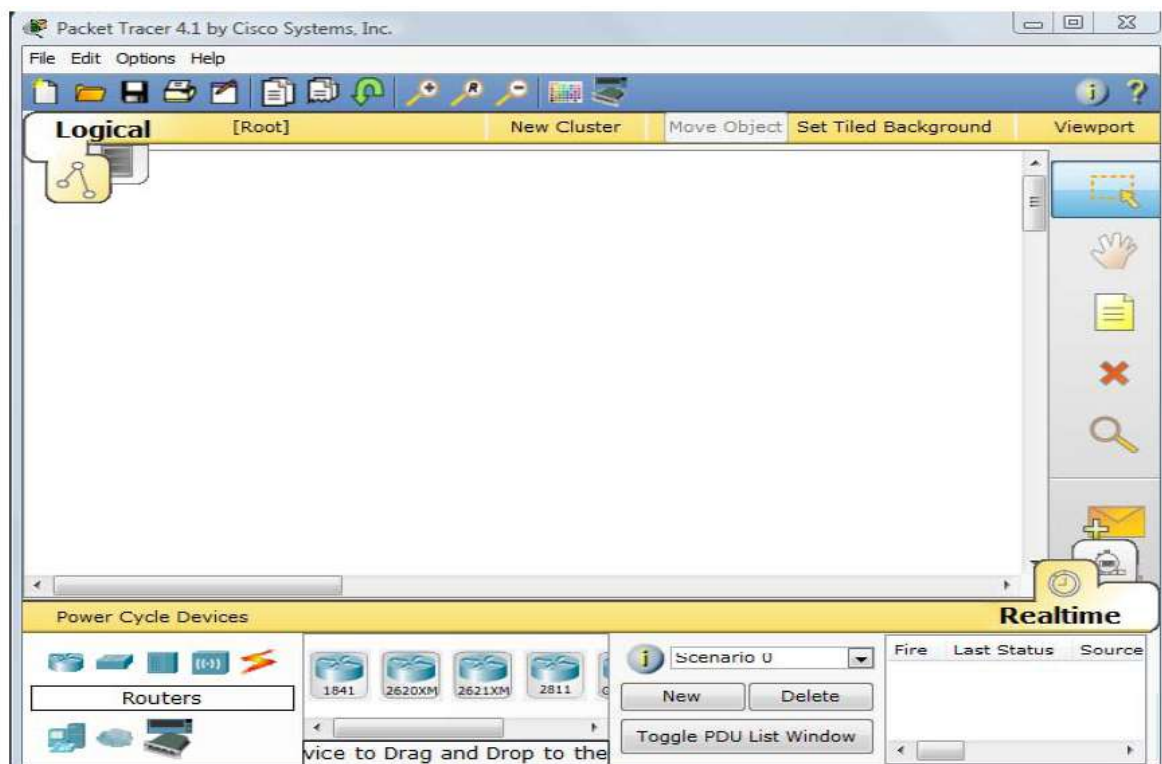 Packet Tracer 4.1 by Cisco Systems, Inc.
File Edit Options Help
Logical [Root] New Cluster Move Object Set Tiled Background Viewport
Power Cycle Devices Realtime
Routers
1841 2620XM 2621XM 2811
vice to Drag and Drop to the
Scenario 0
New Delete
Toggle PDU List Window
Fire Last Status Source